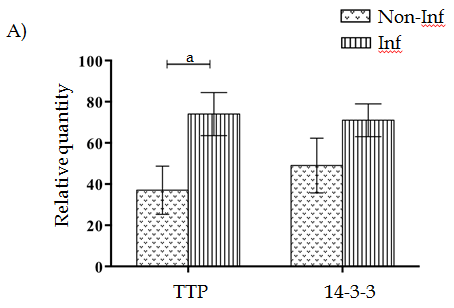 A)
Non-Inf
Inf
a
Relative quantity
100
80
60
40
20
0
TTP
14-3-3